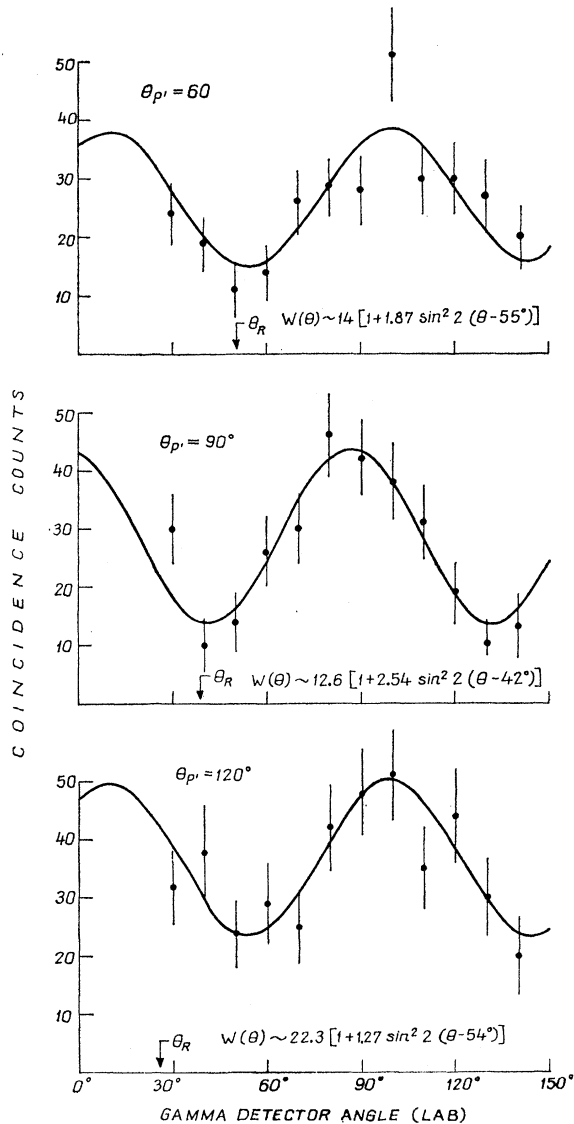 50
θP' = 60
40
30
20
10
θR
W(θ) ~ 14 [1+1.87 sin² 2 (θ-55°)]
COINCIDENCE COUNTS
50
θP' = 90°
40
30
20
10
θR
W(θ) ~ 12.6 [1+2.54 sin² 2 (θ-42°)]
θP' = 120°
50
40
30
20
10
θR
W(θ) ~ 22.3 [1+1.27 sin² 2 (θ-54°)]
0° 30° 60° 90° 120° 150°
GAMMA DETECTOR ANGLE (LAB)